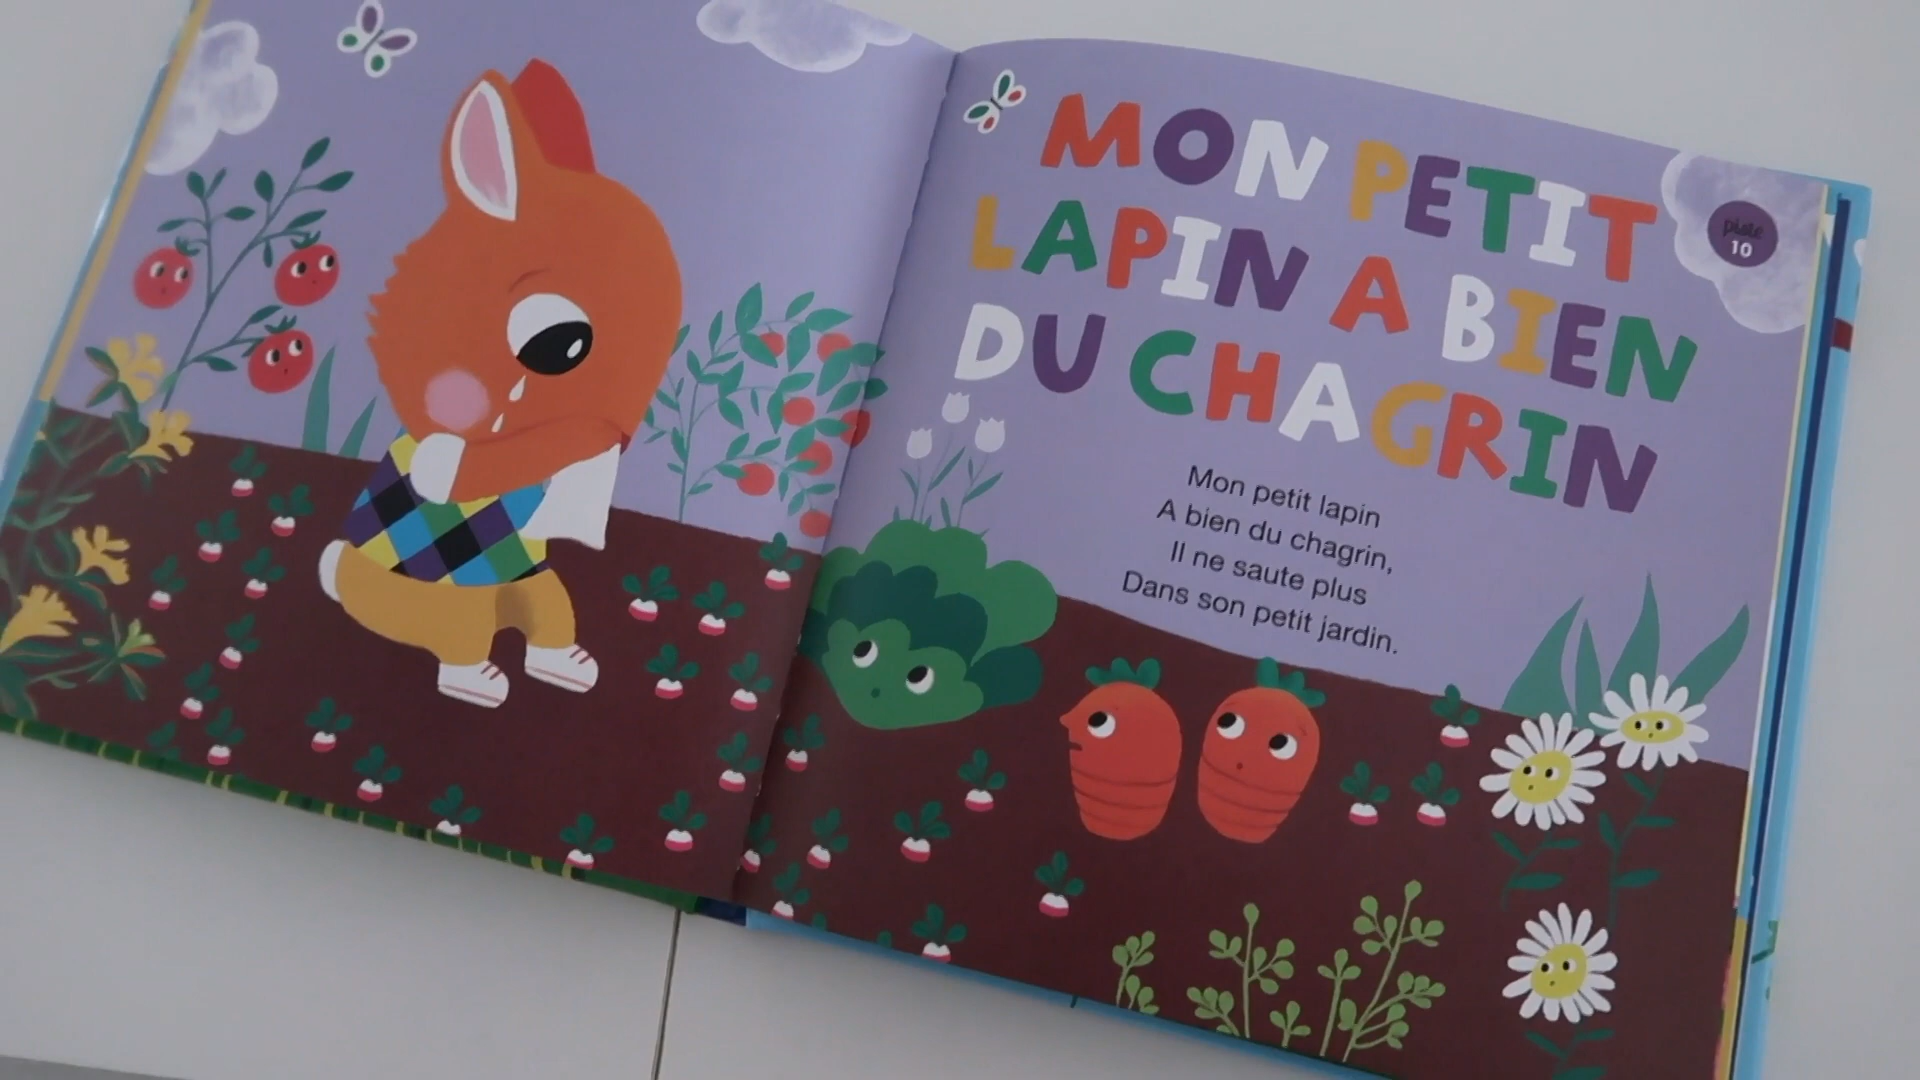 MON PETIT
LAPIN A BIEN
DU CHAGRIN
piste
10
Mon petit lapin
A bien du chagrin,
Il ne saute plus
Dans son petit jardin.